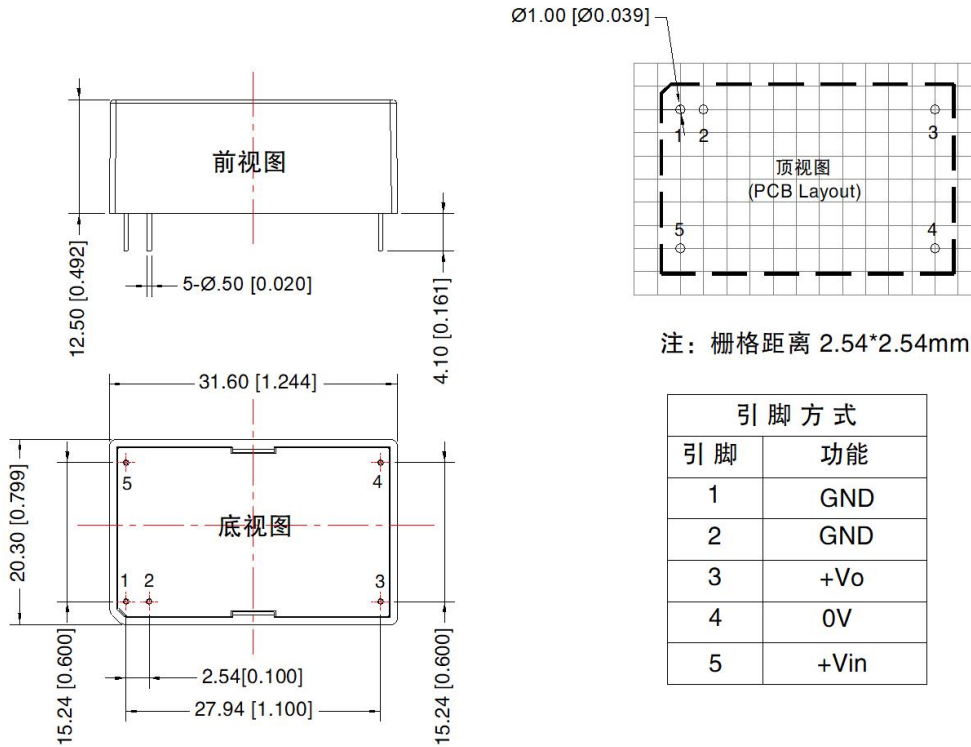 Ø1.00 [Ø0.039]
前视图
12.50 [0.492]
5-Ø.50 [0.020]
4.10 [0.161]
1 2
3
顶视图
(PCB Layout)
5
4
注：栅格距离 2.54*2.54mm
31.60 [1.244]
20.30 [0.799]
5
4
底视图
1 2
3
15.24 [0.600]
2.54[0.100]
27.94 [1.100]
15.24 [0.600]
引 脚 方 式
引 脚 功能
1 GND
2 GND
3 +Vo
4 0V
5 +Vin